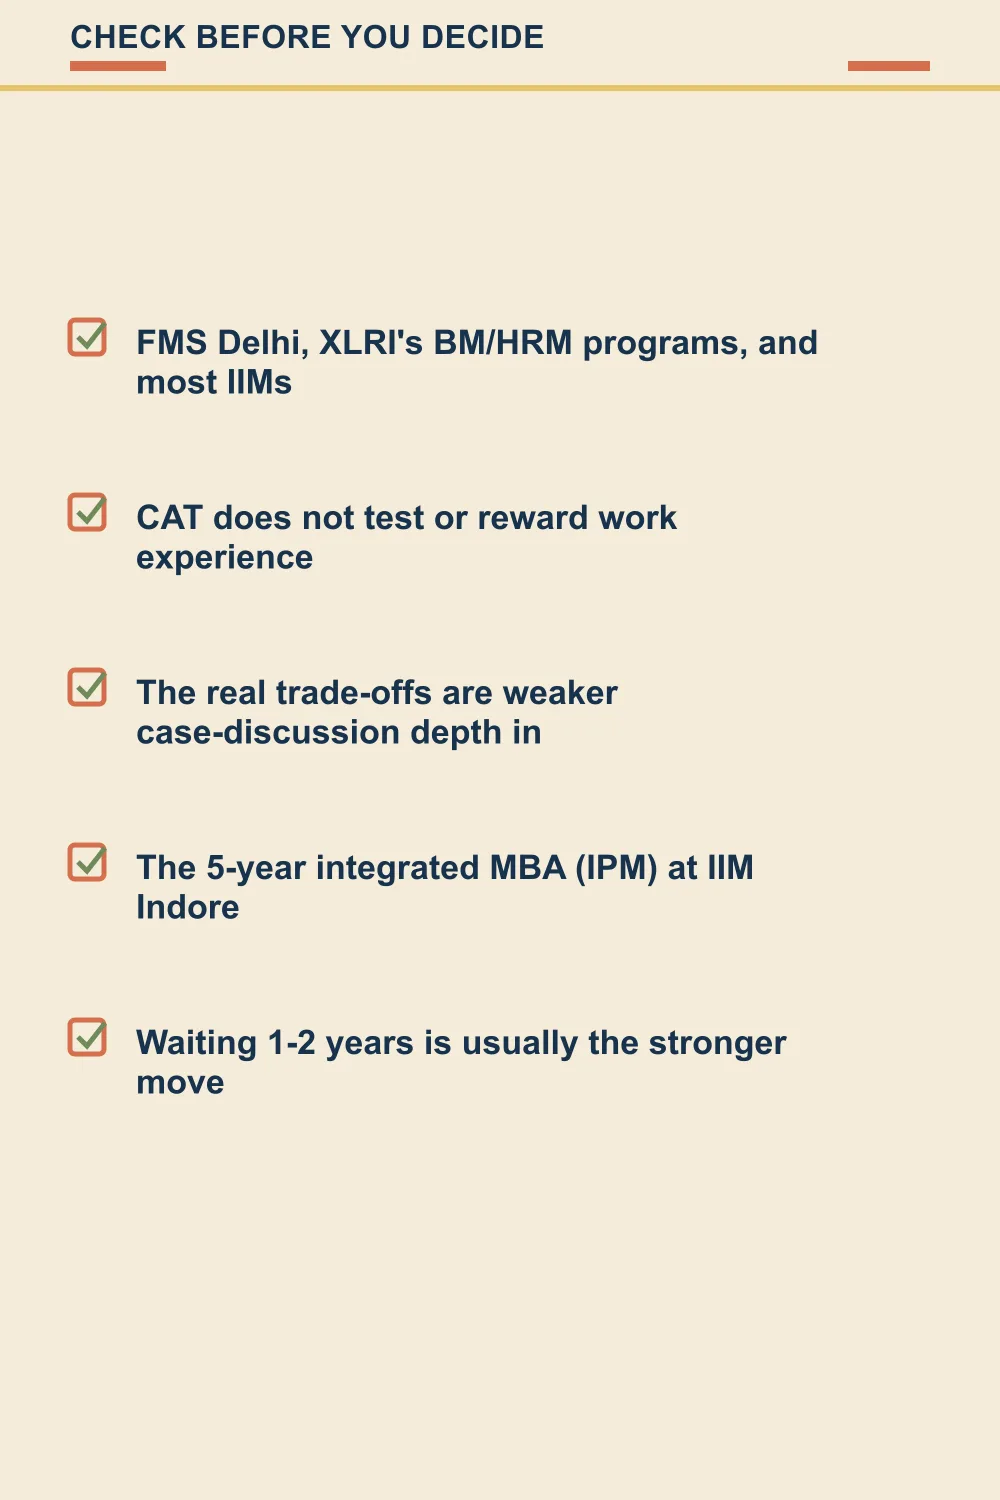 CHECK BEFORE YOU DECIDE
FMS Delhi, XLRI's BM/HRM programs, and
most IIMs
CAT does not test or reward work
experience
The real trade-offs are weaker
case-discussion depth in
The 5-year integrated MBA (IPM) at IIM
Indore
Waiting 1-2 years is usually the stronger
move